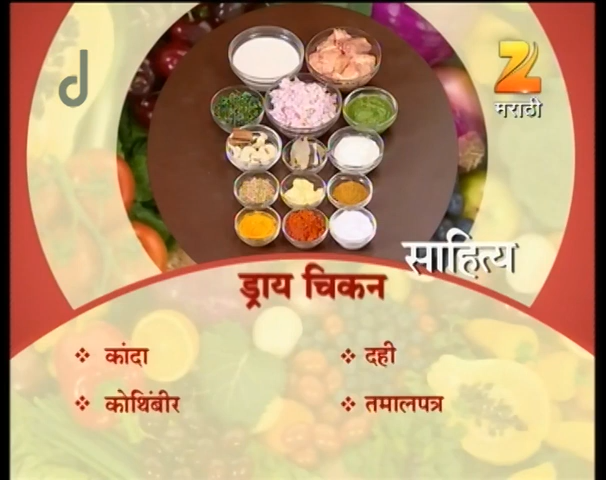 मराठी
साहित्य
ड्राय चिकन
❖ कांदा
❖ दही
❖ कोथिंबीर
❖ तमालपत्र